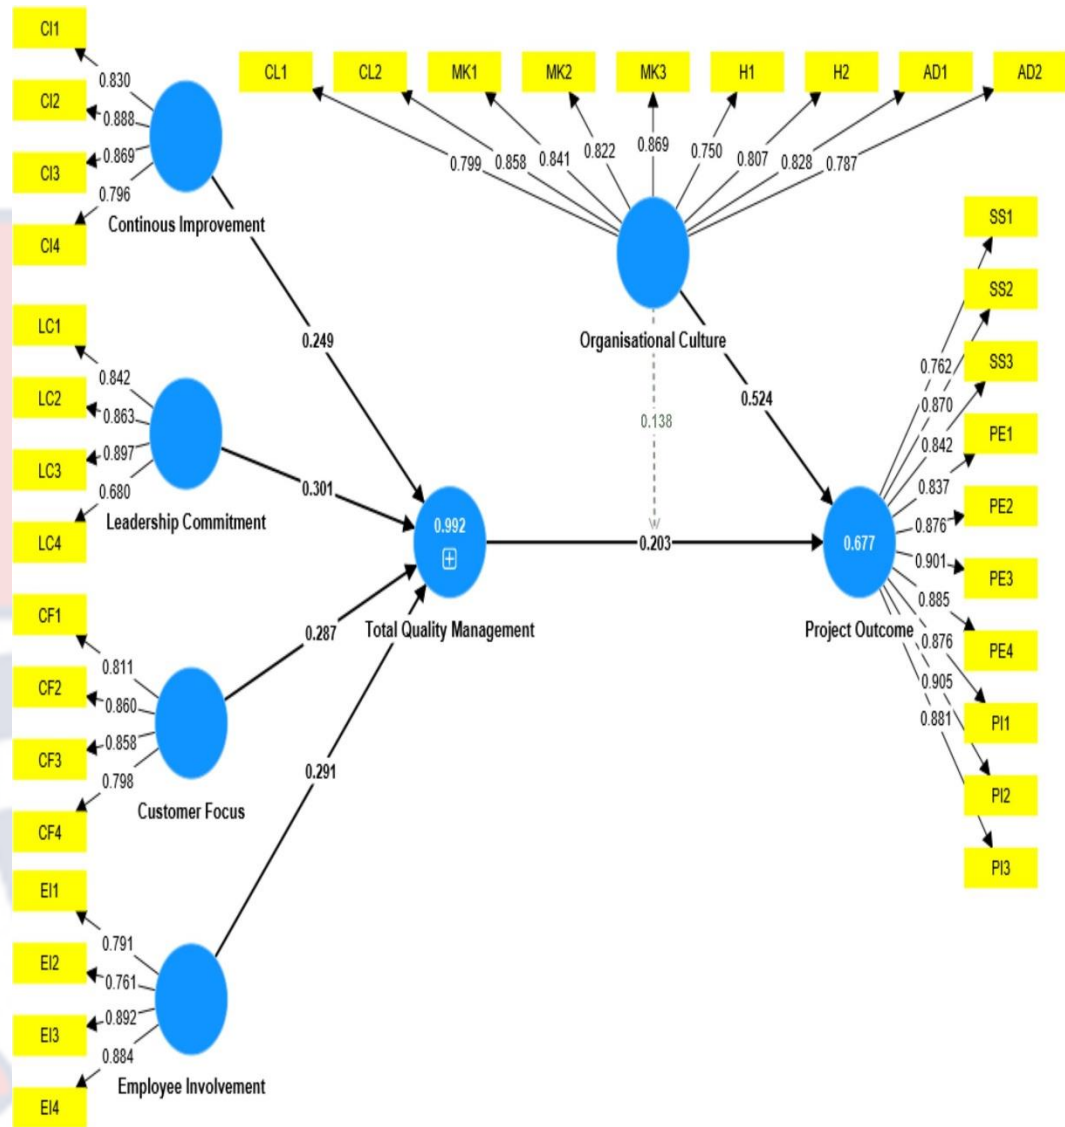 CI1
0.830
CI2
0.888
CI3
0.869
0.796
CI4
Continous Improvement
0.249
CL1 CL2 MK1 MK2 MK3 H1 H2 AD1 AD2
0.799 0.858 0.841 0.822 0.869 0.750 0.807 0.828 0.787
Organisational Culture
0.138
0.524
LC1
0.842
LC2
0.863
LC3
0.897
0.680
LC4
Leadership Commitment
0.301
0.992
+
Total Quality Management
0.203
CF1
0.811
CF2
0.860
CF3
0.858
0.798
CF4
Customer Focus
0.287
EI1
0.791
EI2
0.761
EI3
0.892
0.884
EI4
Employee Involvement
0.291
0.677
Project Outcome
SS1
0.762
SS2
0.870
SS3
0.842
PE1
0.837
PE2
0.876
PE3
0.901
PE4
0.885
PI1
0.876
PI2
0.905
PI3
0.881